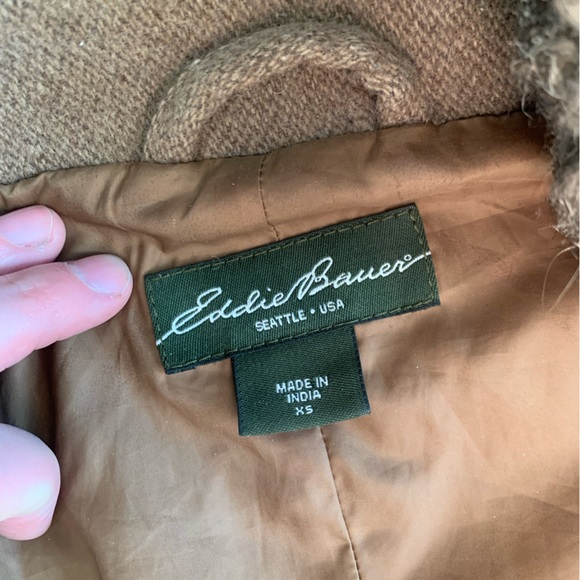 Eddie Bauer
SEATTLE • USA
MADE IN
INDIA
XS